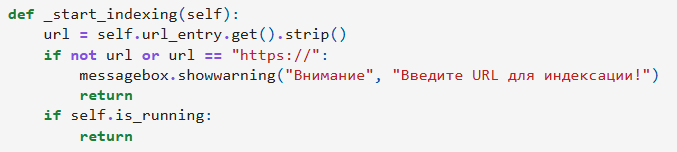 def _start_indexing(self):
    url = self.url_entry.get().strip()
    if not url or url == "https://":
        messagebox.showwarning("Внимание", "Введите URL для индексации!")
        return
    if self.is_running:
        return